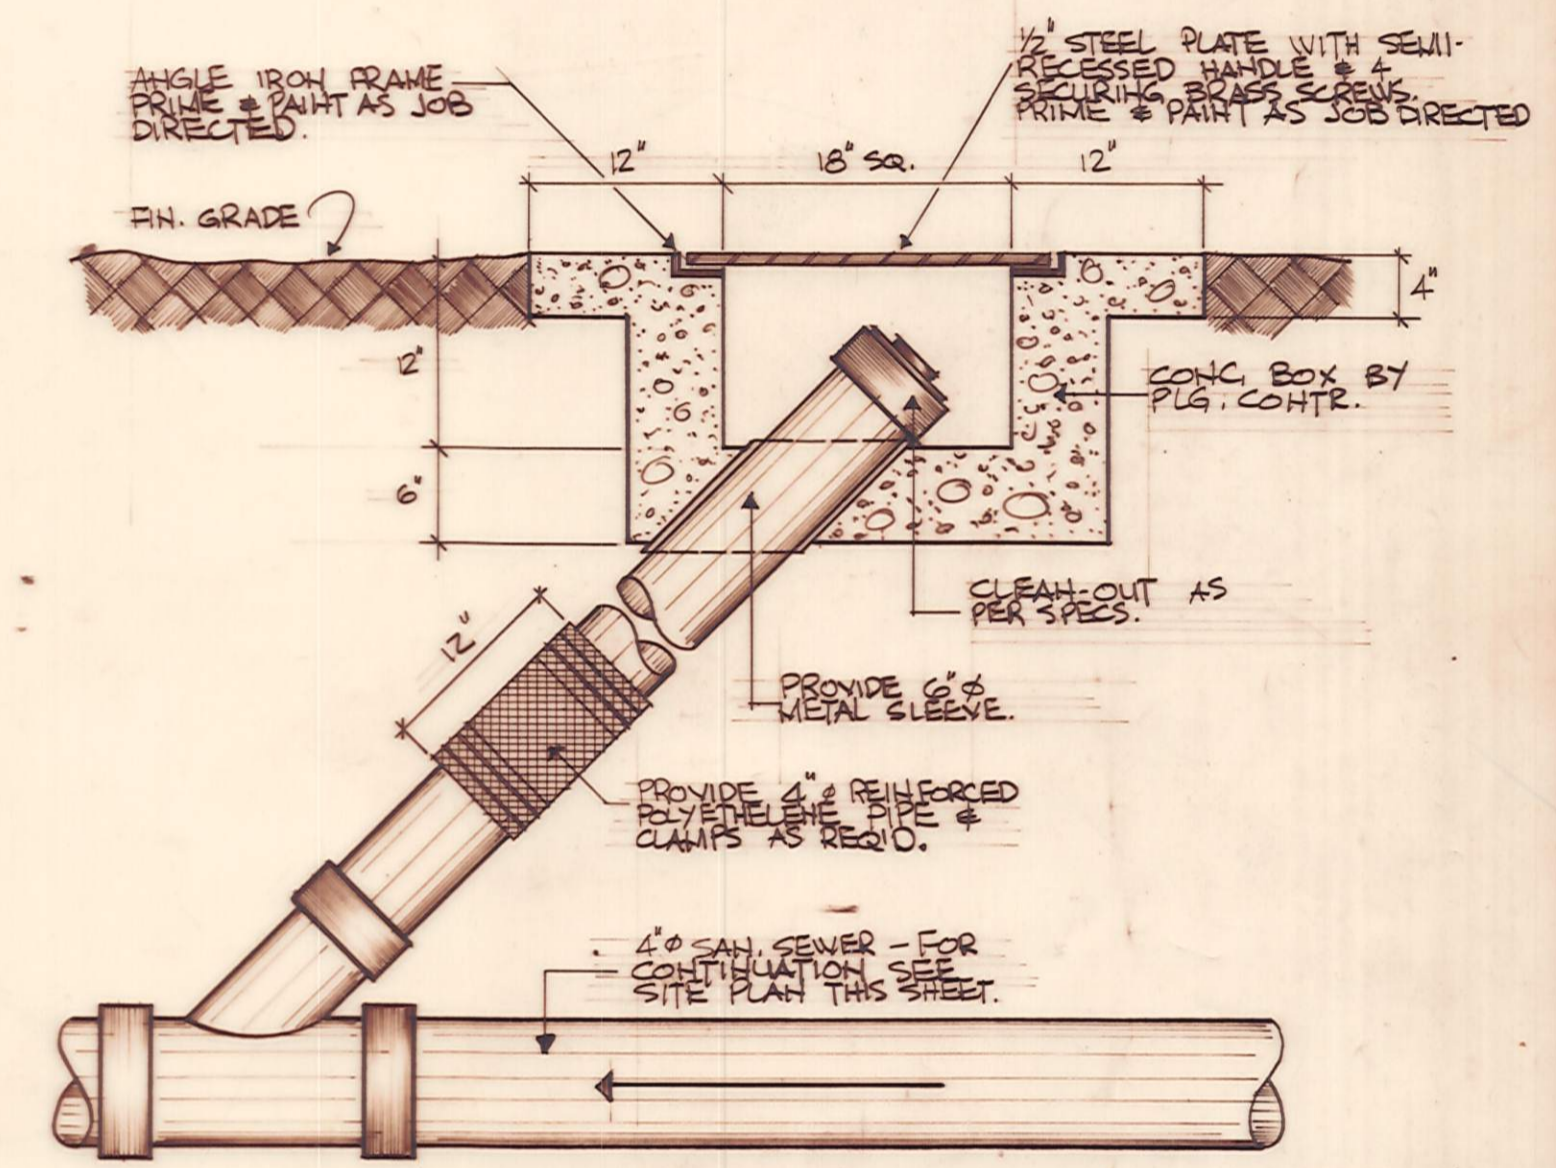 ANGLE IRON FRAME
PRIME & PAINT AS JOB
DIRECTED.
1/2" STEEL PLATE WITH SEMI-
RECESSED HANDLE & 4
SECURING BRASS SCREWS.
PRIME & PAINT AS JOB DIRECTED
12"
18" SQ.
12"
FIN. GRADE
4"
12"
CONC. BOX BY
PLG. CONTR.
6"
CLEAN-OUT AS
PER SPECS.
12"
PROVIDE 6" Ø
METAL SLEEVE.
PROVIDE 4" Ø REINFORCED
POLYETHELENE PIPE &
CLAMPS AS REQ'D.
4" Ø SAN. SEWER - FOR
CONTINUATION SEE
SITE PLAN THIS SHEET.